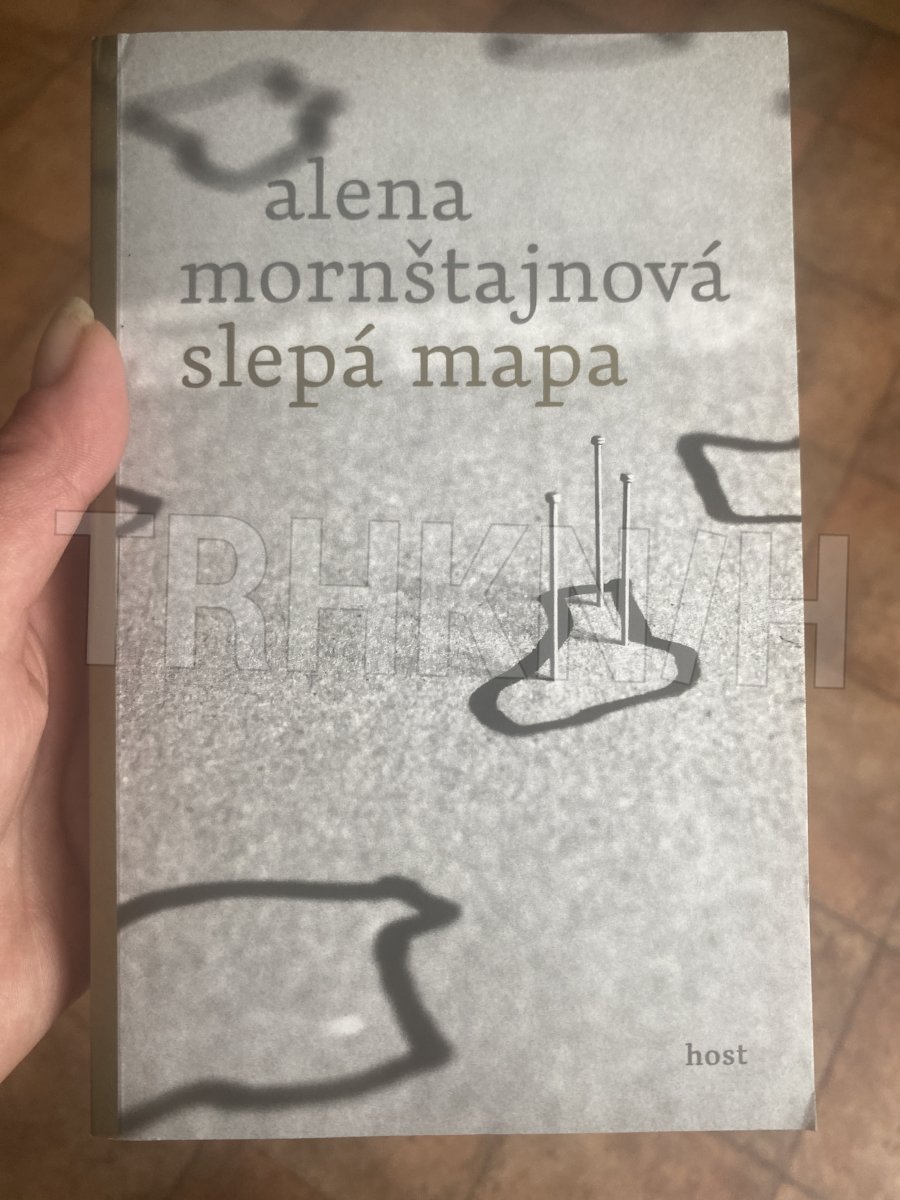 alena
mornštajnová
slepá mapa
TRHKNIH
host